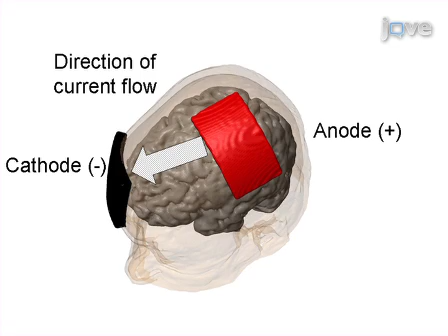 jove
Direction of
current flow
Anode (+)
Cathode (-)